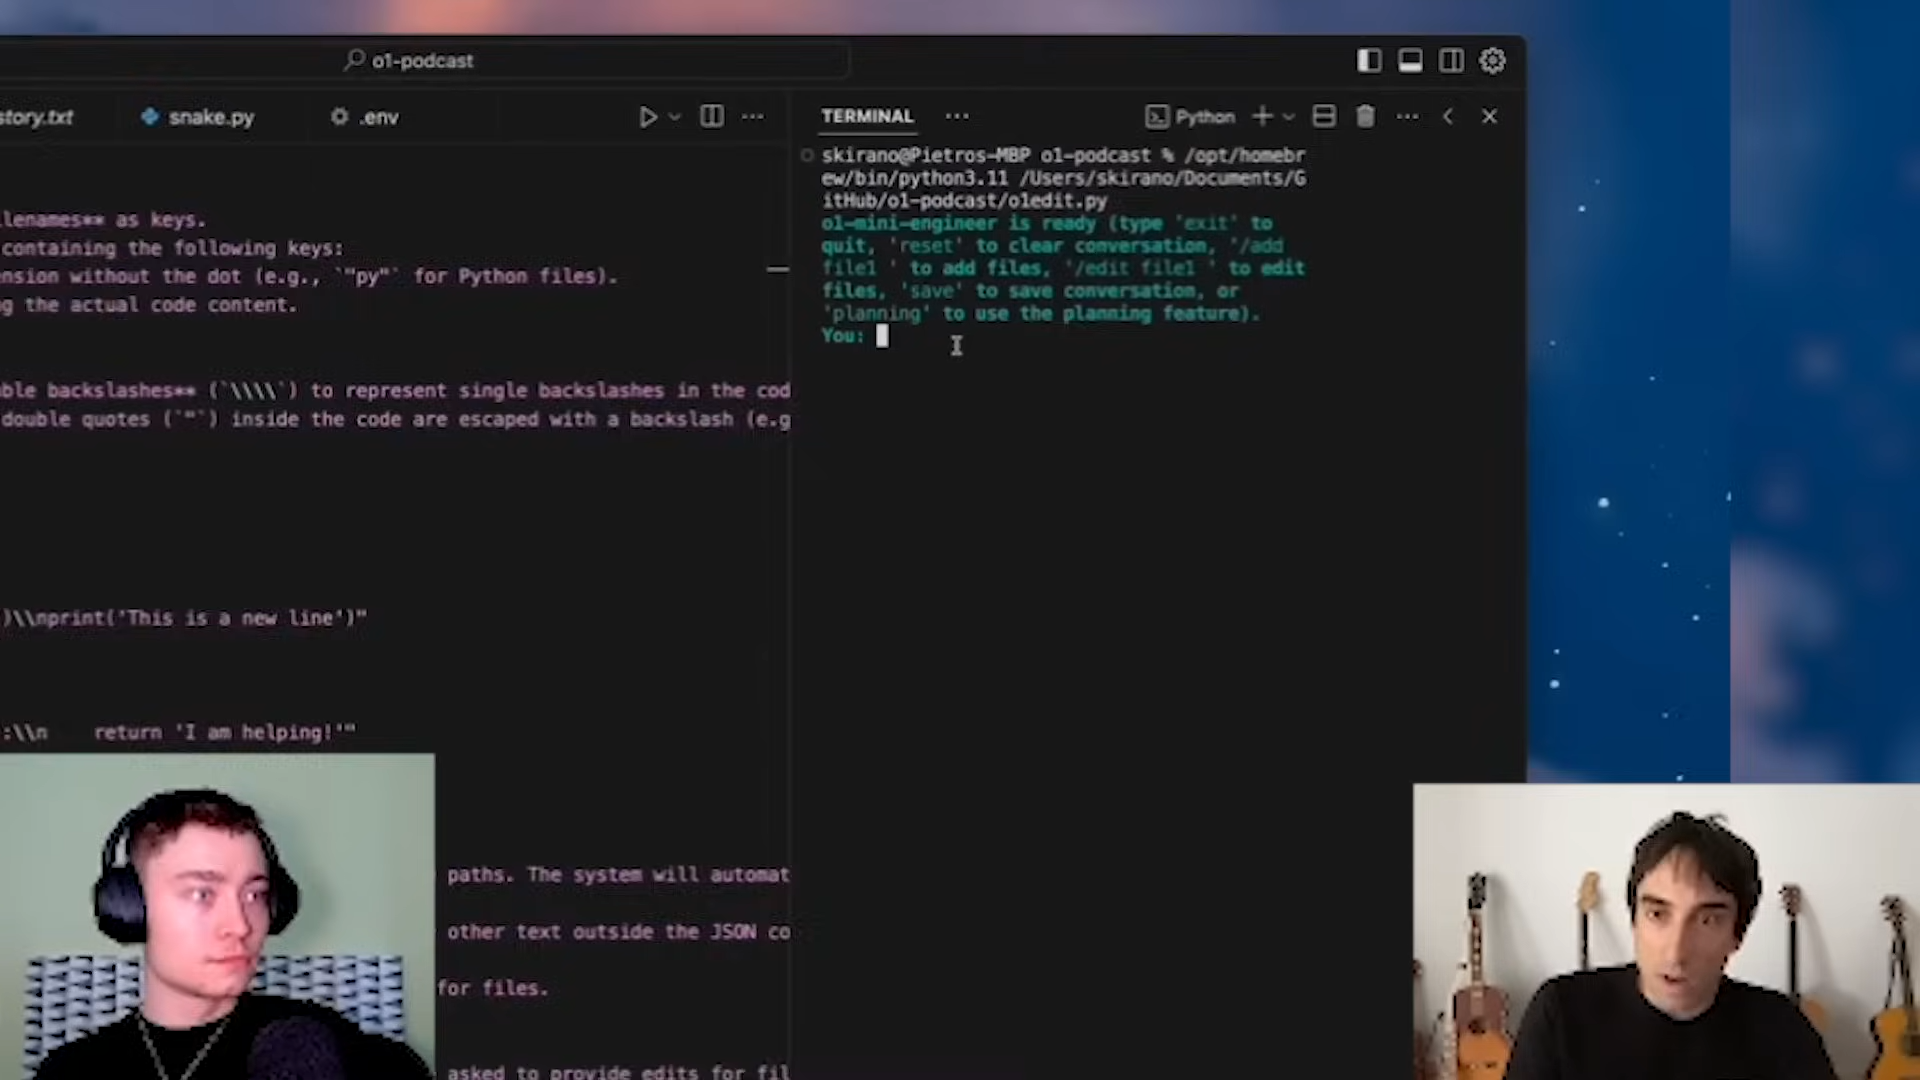 o1-podcast
story.txt
snake.py
.env
lenames** as keys.
containing the following keys:
ension without the dot (e.g., `"py"` for Python files).
g the actual code content.
ble backslashes** (`\\\\`) to represent single backslashes in the cod
double quotes (`"`) inside the code are escaped with a backslash (e.g
)\\nprint('This is a new line')"
:\\n    return 'I am helping!'"
paths. The system will automat
other text outside the JSON co
for files.
asked to provide edits for fil
TERMINAL
Python
skirano@Pietros-MBP o1-podcast % /opt/homebr
ew/bin/python3.11 /Users/skirano/Documents/G
itHub/o1-podcast/o1edit.py
o1-mini-engineer is ready (type 'exit' to
quit, 'reset' to clear conversation, '/add
file1 ' to add files, '/edit file1 ' to edit
files, 'save' to save conversation, or
'planning' to use the planning feature).
You: